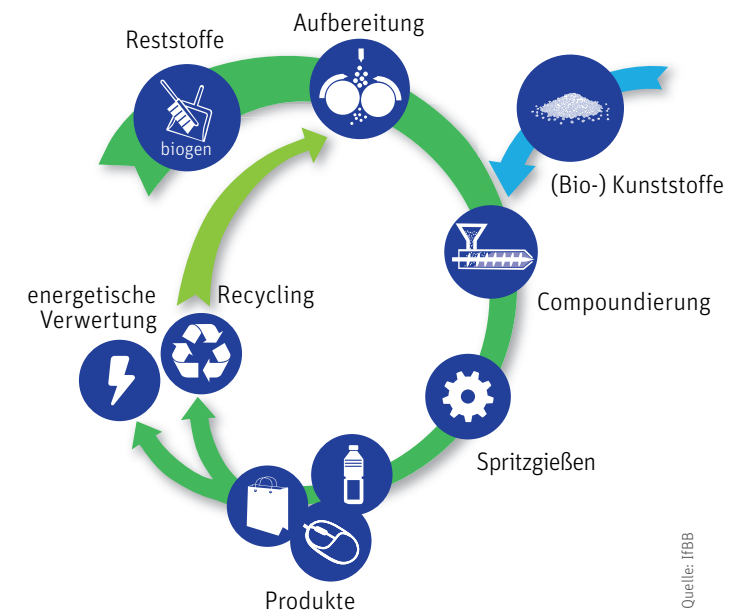 Aufbereitung
Reststoffe
biogen
(Bio-) Kunststoffe
Compoundierung
energetische
Verwertung
Recycling
Spritzgießen
Produkte
Quelle: IfBB